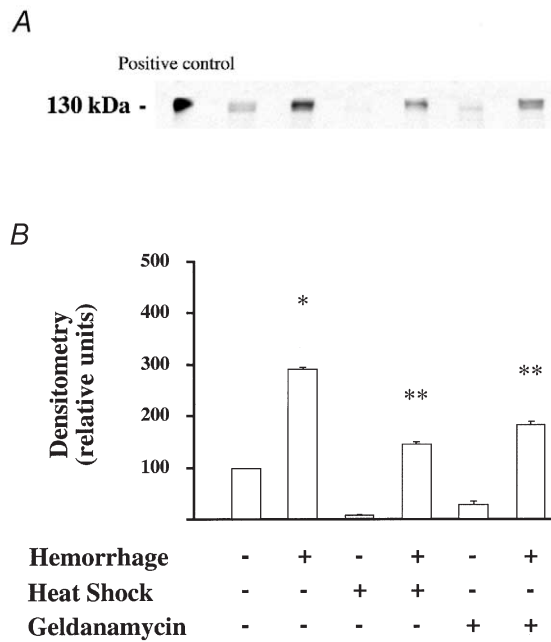 A
Positive control
130 kDa -
B
Densitometry
(relative units)
500
400
300
200
100
*
**
**
Hemorrhage - + - + - +
Heat Shock - - + + - -
Geldanamycin - - - - + +